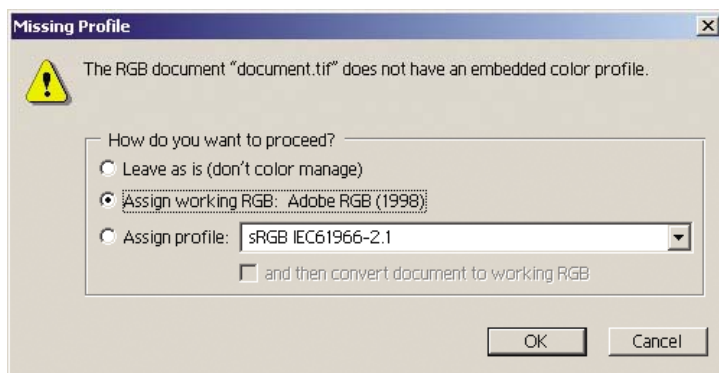 Missing Profile
The RGB document “document.tif” does not have an embedded color profile.
How do you want to proceed?
Leave as is (don't color manage)
Assign working RGB: Adobe RGB (1998)
Assign profile: sRGB IEC61966-2.1
and then convert document to working RGB
OK Cancel